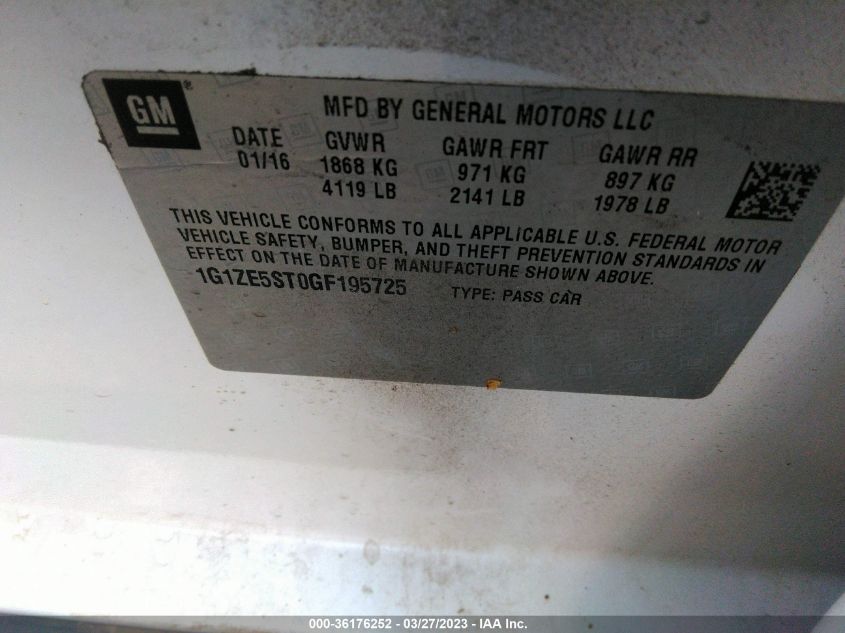 GM ®
MFD BY GENERAL MOTORS LLC
DATE GVWR GAWR FRT GAWR RR
01/16 1868 KG 971 KG 897 KG
4119 LB 2141 LB 1978 LB
THIS VEHICLE CONFORMS TO ALL APPLICABLE U.S. FEDERAL MOTOR
VEHICLE SAFETY, BUMPER, AND THEFT PREVENTION STANDARDS IN
EFFECT ON THE DATE OF MANUFACTURE SHOWN ABOVE.
1G1ZE5ST0GF195725 TYPE: PASS CAR
000-36176252 - 03/27/2023 - IAA Inc.